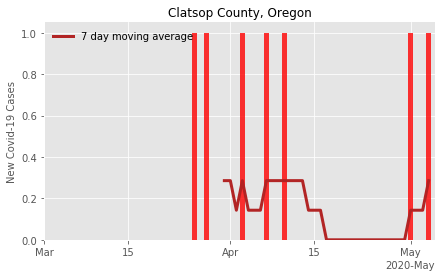 Clatsop County, Oregon
7 day moving average
New Covid-19 Cases
1.0
0.8
0.6
0.4
0.2
0.0
Mar
15
Apr
15
May
2020-May